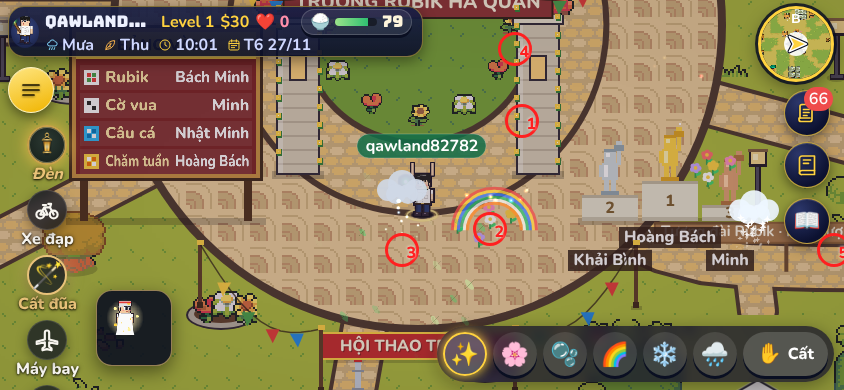 TRƯỜNG RUBIK HÀ QUÂN
QAWLAND... Level 1 $30 0 79
Mưa Thu 10:01 T6 27/11
B
66
Rubik Bách Minh
Cờ vua Minh
Câu cá Nhật Minh
Chăm tuần Hoàng Bách
4
1
qawland82782
2
3
Đèn
Xe đạp
Cất đũa
Máy bay
2 1 3
Hoàng Bách
Khải Bình Minh
5
HỘI THAO
Cất